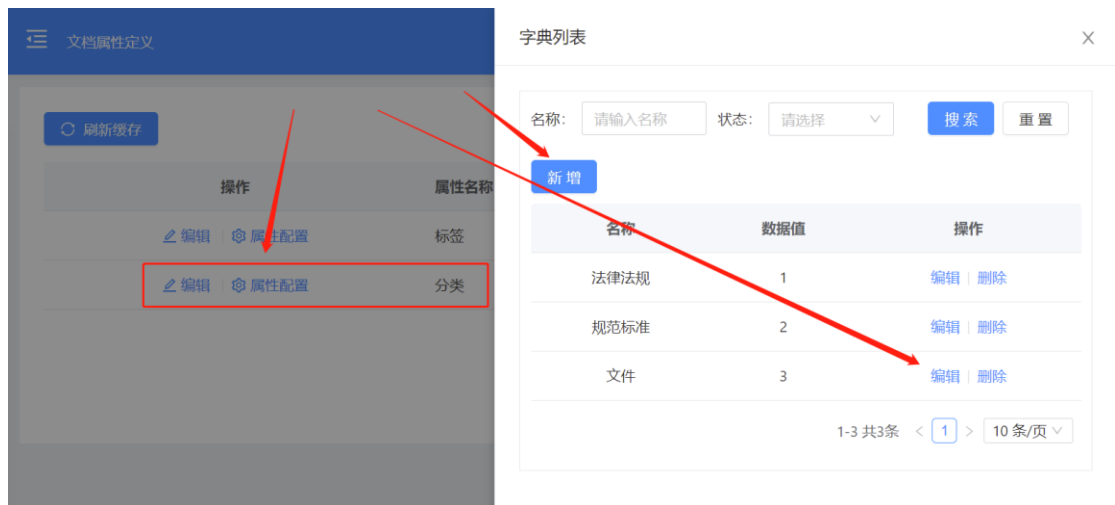 文档属性定义
刷新缓存
操作 属性名称
编辑 属性配置 标签
编辑 属性配置 分类
字典列表
名称: 请输入名称 状态: 请选择 搜索 重置
新增
名称 数据值 操作
法律法规 1 编辑 | 删除
规范标准 2 编辑 | 删除
文件 3 编辑 | 删除
1-3 共3条 < 1 > 10 条/页